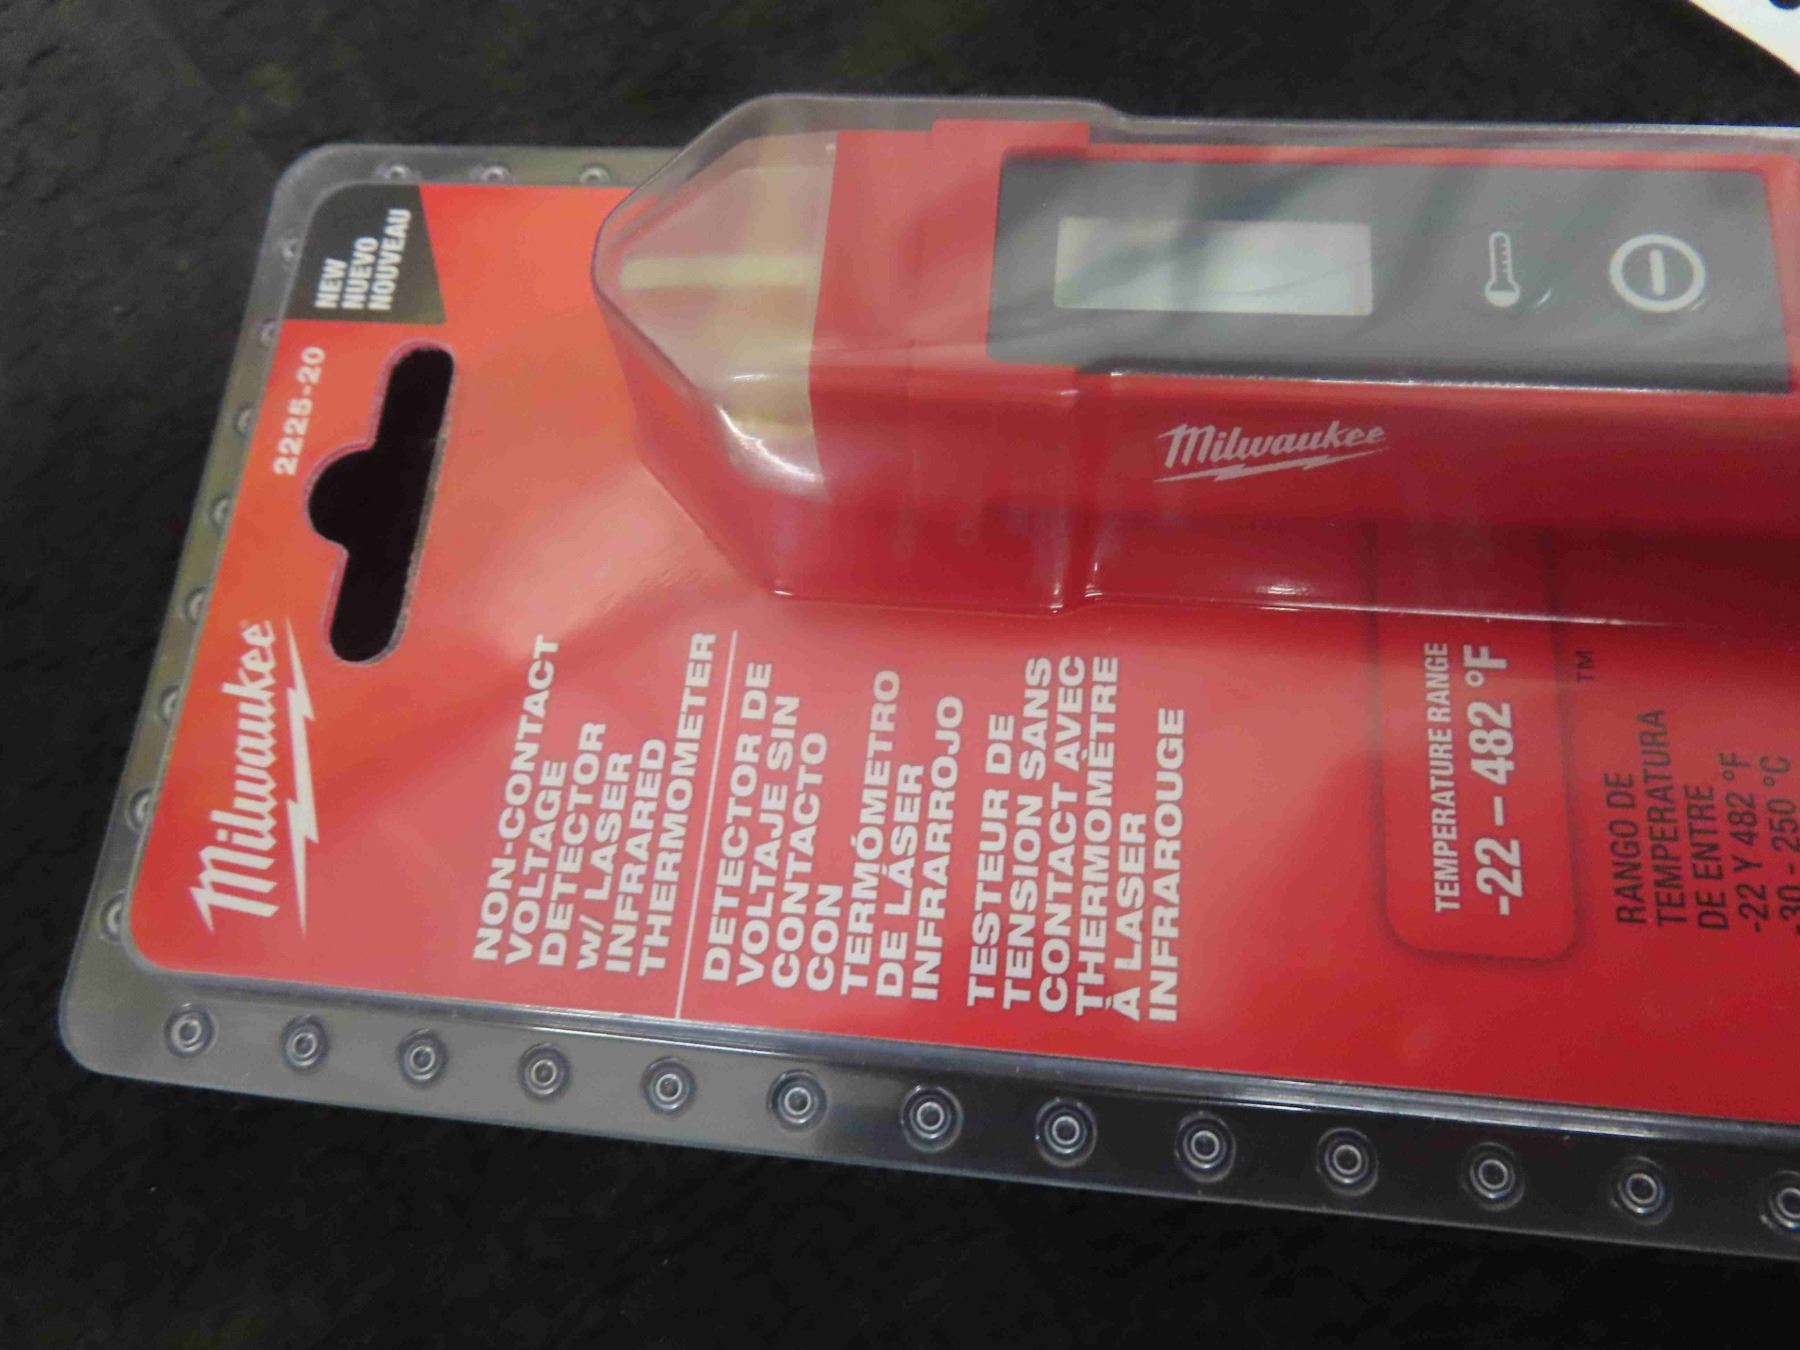 NEW
NUEVO
NOUVEAU
2225-20
Milwaukee
NON-CONTACT
VOLTAGE
DETECTOR
w/ LASER
INFRARED
THERMOMETER
DETECTOR DE
VOLTAJE SIN
CONTACTO
CON
TERMÓMETRO
DE LÁSER
INFRARROJO
TESTEUR DE
TENSION SANS
CONTACT AVEC
THERMOMÈTRE
À LASER
INFRAROUGE
Milwaukee
TEMPERATURE RANGE
-22 – 482 °F
TM
RANGO DE
TEMPERATURA
DE ENTRE
-22 Y 482 °F
-30 - 250 °C